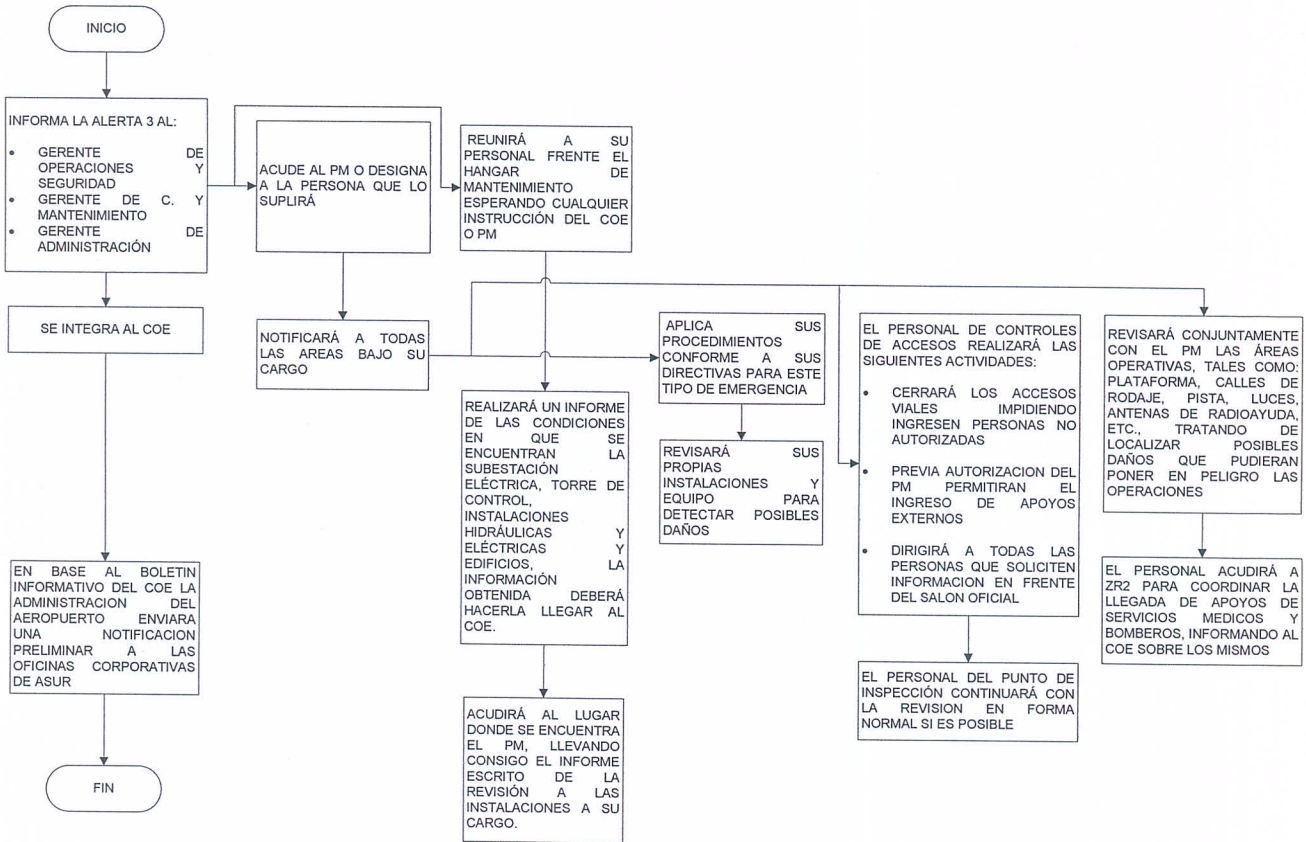 INICIO
INFORMA LA ALERTA 3 AL:
• GERENTE DE
OPERACIONES Y
SEGURIDAD
• GERENTE DE C. Y
MANTENIMIENTO
• GERENTE DE
ADMINISTRACIÓN
SE INTEGRA AL COE
EN BASE AL BOLETIN
INFORMATIVO DEL COE LA
ADMINISTRACION DEL
AEROPUERTO ENVIARA
UNA NOTIFICACION
PRELIMINAR A LAS
OFICINAS CORPORATIVAS
DE ASUR
FIN
ACUDE AL PM O DESIGNA
A LA PERSONA QUE LO
SUPLIRÁ
NOTIFICARÁ A TODAS
LAS AREAS BAJO SU
CARGO
REUNIRÁ A SU
PERSONAL FRENTE EL
HANGAR DE
MANTENIMIENTO
ESPERANDO CUALQUIER
INSTRUCCIÓN DEL COE
O PM
REALIZARÁ UN INFORME
DE LAS CONDICIONES
EN QUE SE
ENCUENTRAN LA
SUBESTACIÓN
ELÉCTRICA, TORRE DE
CONTROL,
INSTALACIONES
HIDRÁULICAS Y
ELÉCTRICAS Y
EDIFICIOS, LA
INFORMACIÓN
OBTENIDA DEBERÁ
HACERLA LLEGAR AL
COE.
ACUDIRÁ AL LUGAR
DONDE SE ENCUENTRA
EL PM, LLEVANDO
CONSIGO EL INFORME
ESCRITO DE LA
REVISIÓN A LAS
INSTALACIONES A SU
CARGO.
APLICA SUS
PROCEDIMIENTOS
CONFORME A SUS
DIRECTIVAS PARA ESTE
TIPO DE EMERGENCIA
REVISARÁ SUS
PROPIAS
INSTALACIONES Y
EQUIPO PARA
DETECTAR POSIBLES
DAÑOS
EL PERSONAL DE CONTROLES
DE ACCESOS REALIZARÁ LAS
SIGUIENTES ACTIVIDADES:
• CERRARÁ LOS ACCESOS
VIALES IMPIDIENDO
INGRESEN PERSONAS NO
AUTORIZADAS
• PREVIA AUTORIZACION DEL
PM PERMITIRAN EL
INGRESO DE APOYOS
EXTERNOS
• DIRIGIRÁ A TODAS LAS
PERSONAS QUE SOLICITEN
INFORMACION EN FRENTE
DEL SALON OFICIAL
EL PERSONAL DEL PUNTO DE
INSPECCIÓN CONTINUARÁ CON
LA REVISION EN FORMA
NORMAL SI ES POSIBLE
REVISARÁ CONJUNTAMENTE
CON EL PM LAS ÁREAS
OPERATIVAS, TALES COMO:
PLATAFORMA, CALLES DE
RODAJE, PISTA, LUCES,
ANTENAS DE RADIOAYUDA,
ETC., TRATANDO DE
LOCALIZAR POSIBLES
DAÑOS QUE PUDIERAN
PONER EN PELIGRO LAS
OPERACIONES
EL PERSONAL ACUDIRÁ A
ZR2 PARA COORDINAR LA
LLEGADA DE APOYOS DE
SERVICIOS MEDICOS Y
BOMBEROS, INFORMANDO AL
COE SOBRE LOS MISMOS